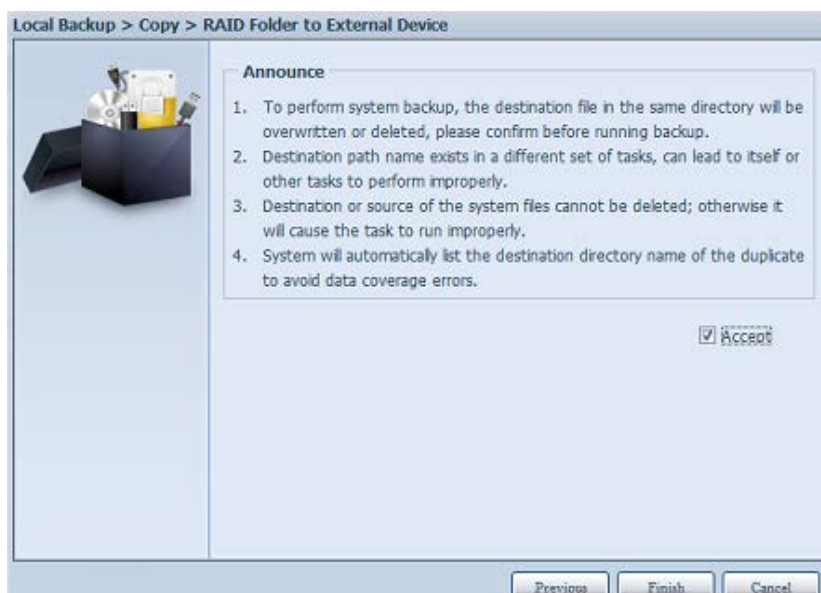 Local Backup > Copy > RAID Folder to External Device
Announce
1. To perform system backup, the destination file in the same directory will be
overwritten or deleted, please confirm before running backup.
2. Destination path name exists in a different set of tasks, can lead to itself or
other tasks to perform improperly.
3. Destination or source of the system files cannot be deleted; otherwise it
will cause the task to run improperly.
4. System will automatically list the destination directory name of the duplicate
to avoid data coverage errors.
Accept
Previous Finish Cancel